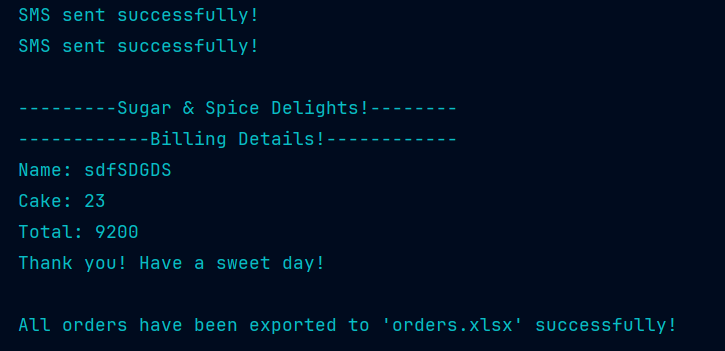 SMS sent successfully!
SMS sent successfully!
---------Sugar & Spice Delights!--------
------------Billing Details!------------
Name: sdfSDGDS
Cake: 23
Total: 9200
Thank you! Have a sweet day!
All orders have been exported to 'orders.xlsx' successfully!